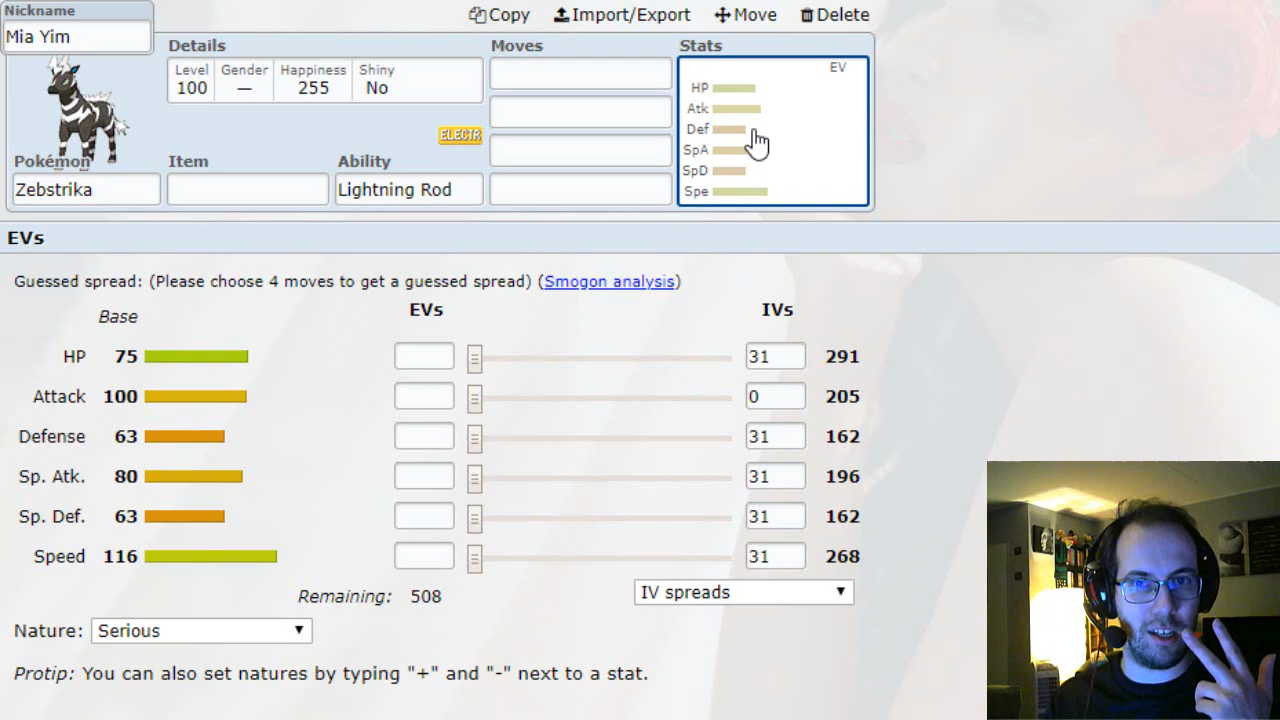 Nickname
Mia Yim
Copy Import/Export Move Delete
Details Moves Stats
Level Gender Happiness Shiny EV
100 — 255 No
HP
Atk
Def
SpA
SpD
Spe
ELECTR
Pokémon Item Ability
Zebstrika Lightning Rod
EVs
Guessed spread: (Please choose 4 moves to get a guessed spread) (Smogon analysis)
Base EVs IVs
HP 75 31 291
Attack 100 0 205
Defense 63 31 162
Sp. Atk. 80 31 196
Sp. Def. 63 31 162
Speed 116 31 268
Remaining: 508 IV spreads
Nature: Serious
Protip: You can also set natures by typing "+" and "-" next to a stat.